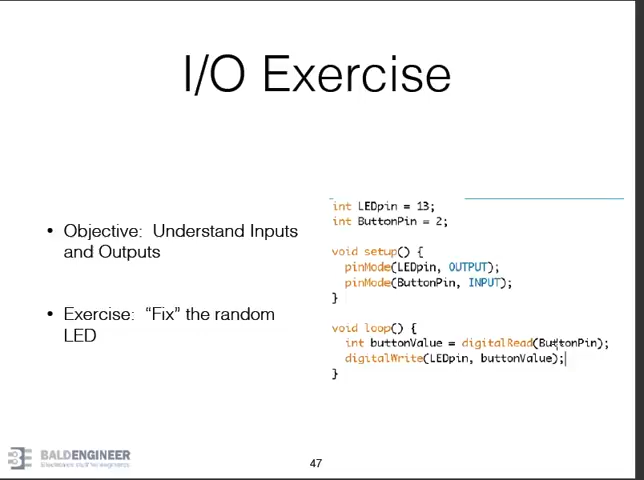 I/O Exercise
• Objective: Understand Inputs
and Outputs
• Exercise: “Fix” the random
LED
int LEDpin = 13;
int ButtonPin = 2;
void setup() {
pinMode(LEDpin, OUTPUT);
pinMode(ButtonPin, INPUT);
}
void loop() {
int buttonValue = digitalRead(ButtonPin);
digitalWrite(LEDpin, buttonValue);
}
BALDENGINEER
47